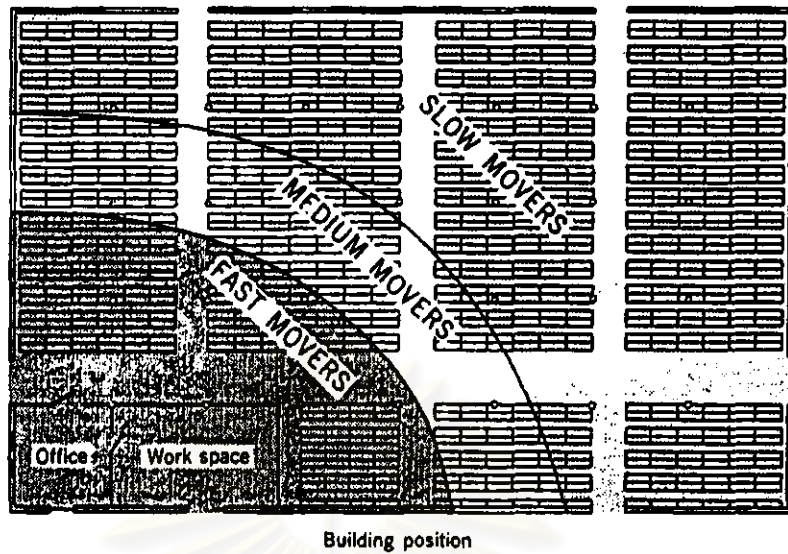 SLOW MOVERS
MEDIUM MOVERS
FAST MOVERS
Office
Work space
Building position